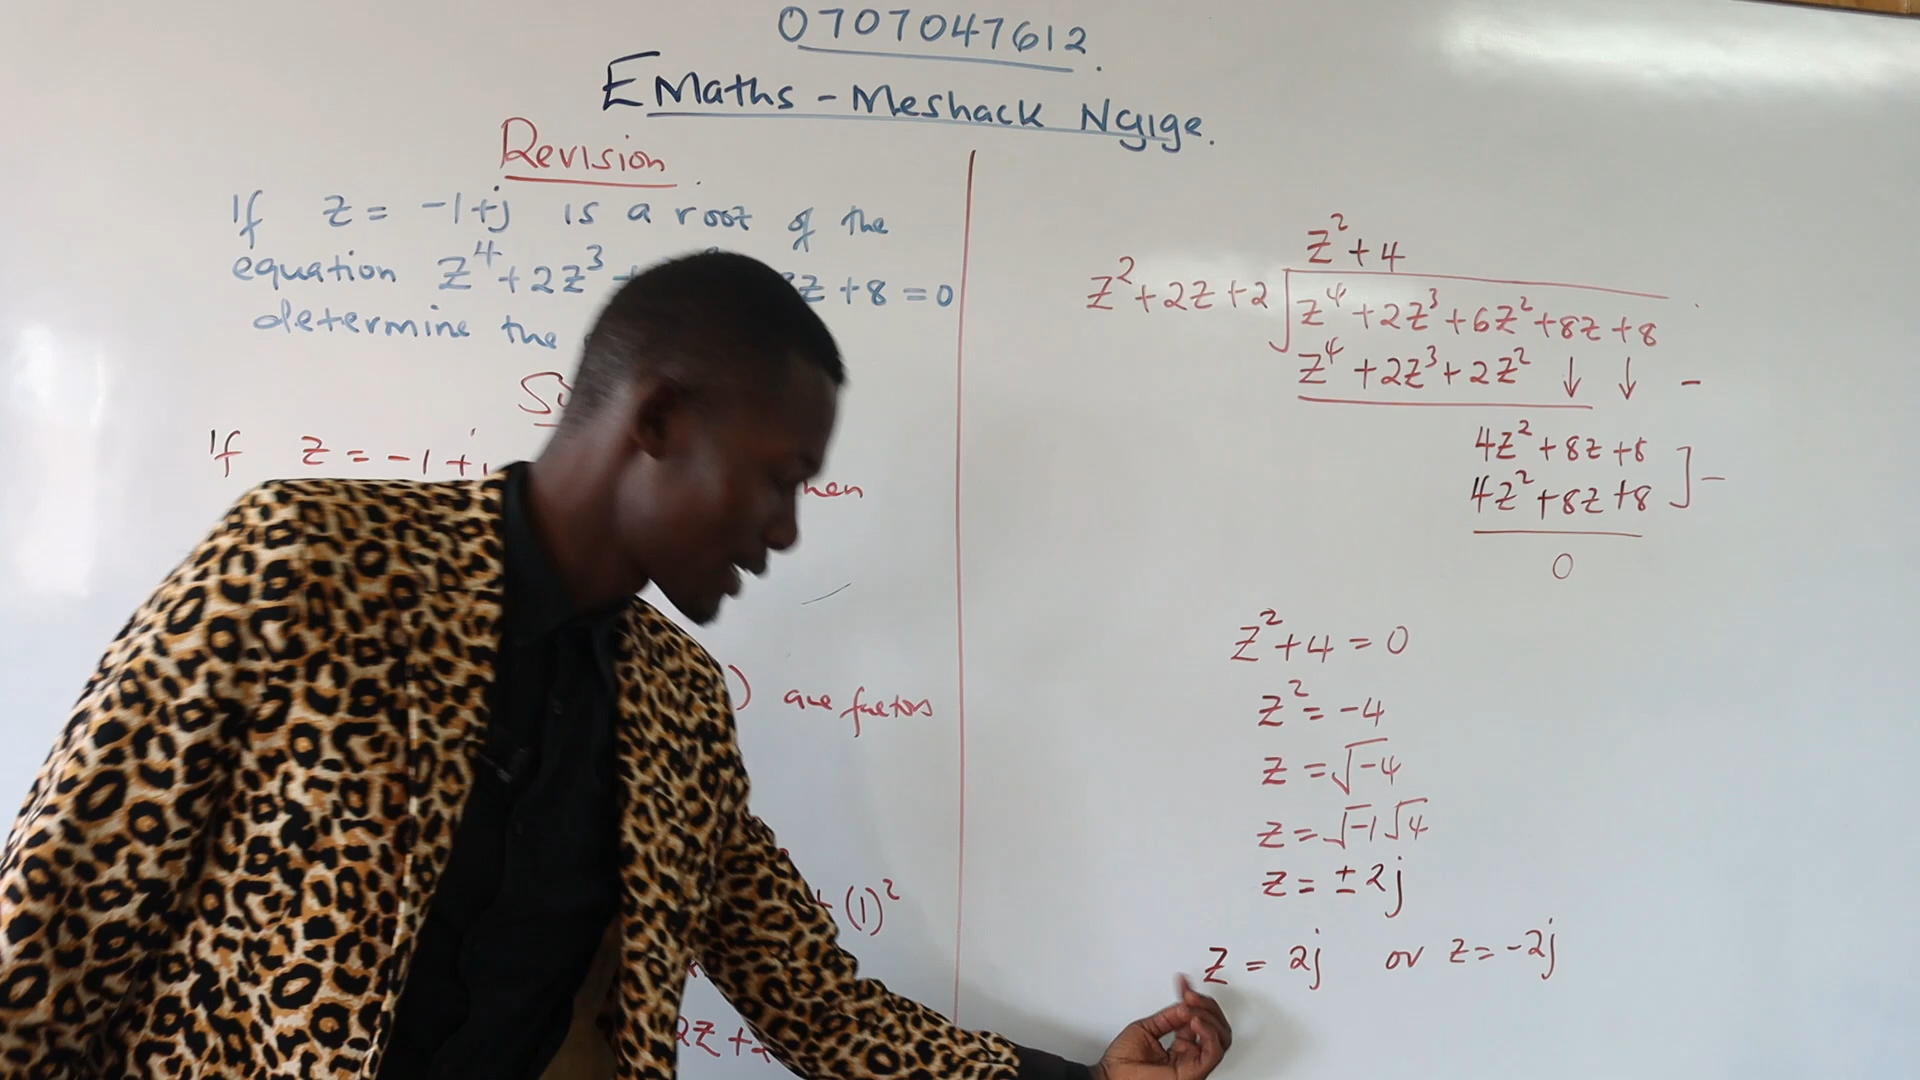 0707047612.
EMaths - Meshack Ngige.
Revision
If z = -1+j is a root of the
equation z⁴+2z³ + z +8 = 0
determine the
If z = -1 + j
) are factors
+ (1)²
2z +
z²+4
z²+2z+2 z⁴+2z³+6z²+8z+8
z⁴+2z³+2z² ↓ ↓ -
4z²+8z+8
4z²+8z+8 ] -
0
z²+4 = 0
z² = -4
z = √-4
z = √-1√4
z = ± 2j
z = 2j or z = -2j